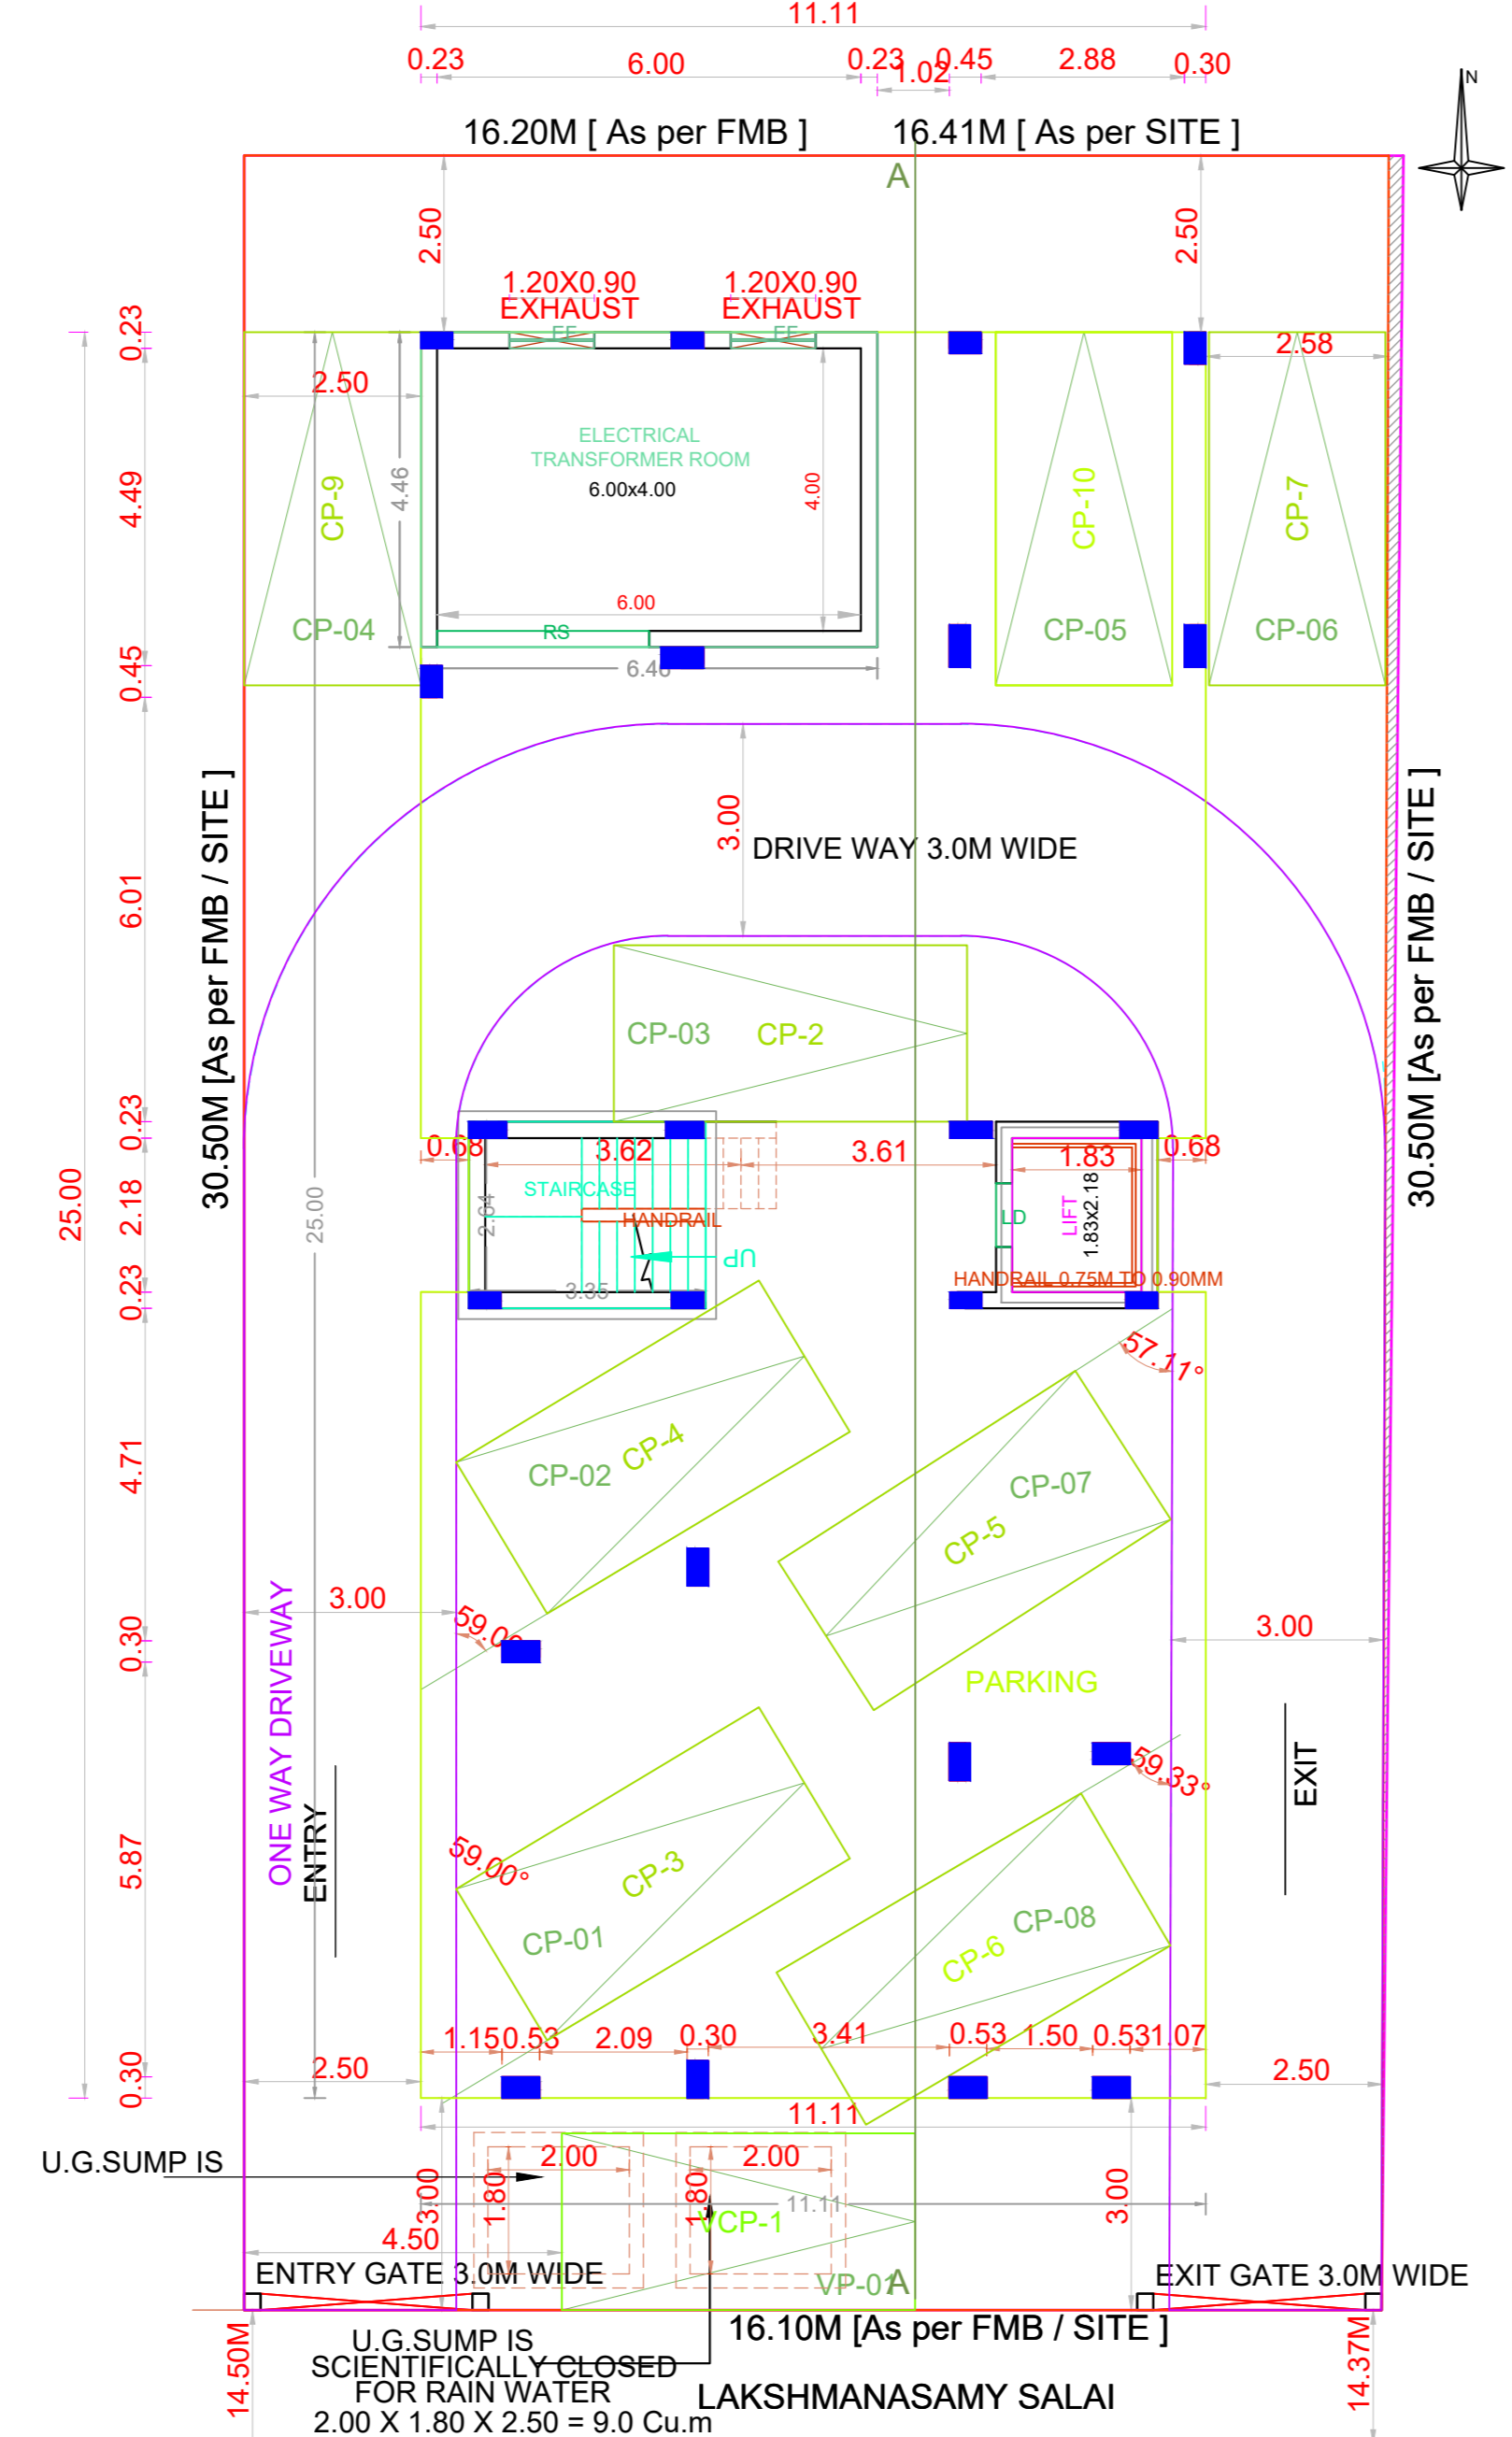 11.11
0.23
6.00
0.23
1.02
0.45
2.88
0.30
N
16.20M [ As per FMB ]
16.41M [ As per SITE ]
A
2.50
2.50
1.20X0.90
EXHAUST
1.20X0.90
EXHAUST
0.23
FF
FF
2.50
2.58
ELECTRICAL
TRANSFORMER ROOM
6.00x4.00
4.46
4.00
4.49
CP-9
CP-10
CP-7
6.00
RS
CP-04
CP-05
CP-06
0.45
30.50M [As per FMB / SITE ]
3.00
DRIVE WAY 3.0M WIDE
30.50M [As per FMB / SITE ]
6.01
CP-03
CP-2
0.23
0.68
3.62
3.61
1.83
0.68
25.00
25.00
2.18
STAIRCASE
2.64
HANDRAIL
UP
LD
LIFT
1.83x2.18
0.23
3.35
HANDRAIL 0.75M TO 0.90MM
57.11°
CP-4
CP-02
CP-07
CP-5
4.71
3.00
3.00
0.30
PARKING
ONE WAY DRIVEWAY
ENTRY
EXIT
59.33°
59.00°
CP-3
CP-01
CP-08
CP-6
5.87
1.15
0.53
2.09
0.30
3.41
0.53
1.50
0.53
1.07
2.50
2.50
0.30
11.11
U.G.SUMP IS
2.00
2.00
3.00
1.80
1.80
11.11
3.00
VCP-1
4.50
ENTRY GATE 3.0M WIDE
VP-01
A
EXIT GATE 3.0M WIDE
16.10M [As per FMB / SITE ]
14.50M
14.37M
U.G.SUMP IS
SCIENTIFICALLY CLOSED
FOR RAIN WATER
2.00 X 1.80 X 2.50 = 9.0 Cu.m
LAKSHMANASAMY SALAI